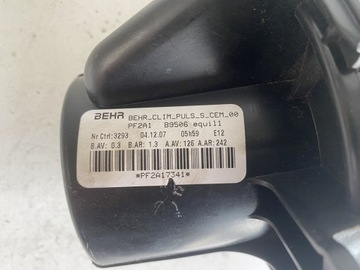 BEHR BEHR_CLIM_PULS_S_CEM_00
PF2A1 B9506 equill
Nr Ctrl:3293 04.12.07 05h59 E12
B.AV: 0.3 B.AR: 1.3 A.AV:126 A.AR:242
*PF2A17341*